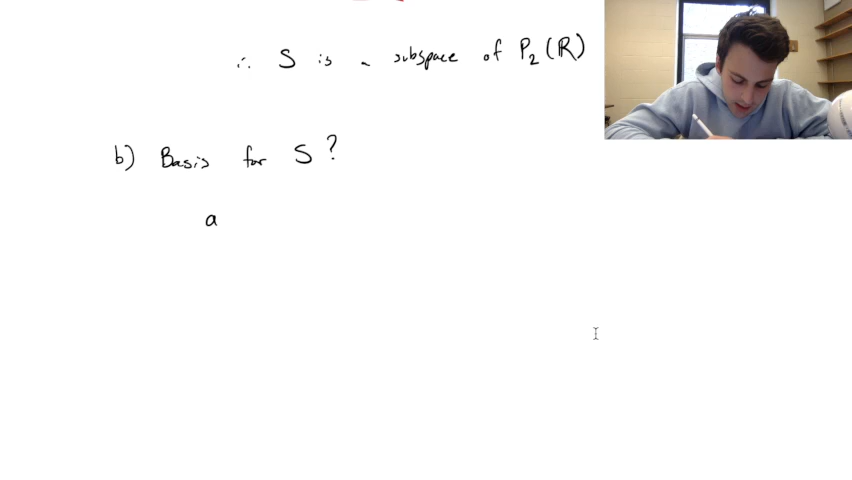 ∴ S is a subspace of P₂(R)
b) Basis for S?
a